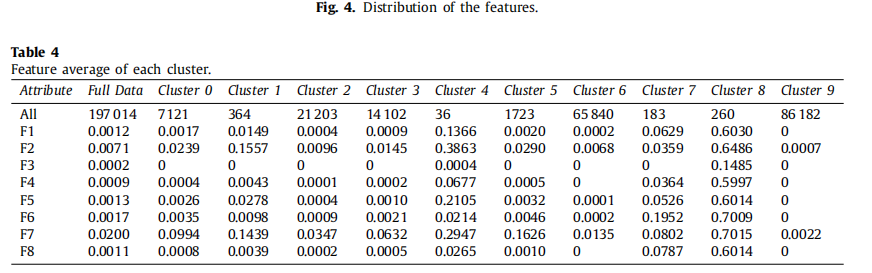 Fig. 4. Distribution of the features.
Table 4
Feature average of each cluster.
Attribute Full Data Cluster 0 Cluster 1 Cluster 2 Cluster 3 Cluster 4 Cluster 5 Cluster 6 Cluster 7 Cluster 8 Cluster 9
All 197 014 7121 364 21 203 14 102 36 1723 65 840 183 260 86 182
F1 0.0012 0.0017 0.0149 0.0004 0.0009 0.1366 0.0020 0.0002 0.0629 0.6030 0
F2 0.0071 0.0239 0.1557 0.0096 0.0145 0.3863 0.0290 0.0068 0.0359 0.6486 0.0007
F3 0.0002 0 0 0 0 0.0004 0 0 0 0.1485 0
F4 0.0009 0.0004 0.0043 0.0001 0.0002 0.0677 0.0005 0 0.0364 0.5997 0
F5 0.0013 0.0026 0.0278 0.0004 0.0010 0.2105 0.0032 0.0001 0.0526 0.6014 0
F6 0.0017 0.0035 0.0098 0.0009 0.0021 0.0214 0.0046 0.0002 0.1952 0.7009 0
F7 0.0200 0.0994 0.1439 0.0347 0.0632 0.2947 0.1626 0.0135 0.0802 0.7015 0.0022
F8 0.0011 0.0008 0.0039 0.0002 0.0005 0.0265 0.0010 0 0.0787 0.6014 0